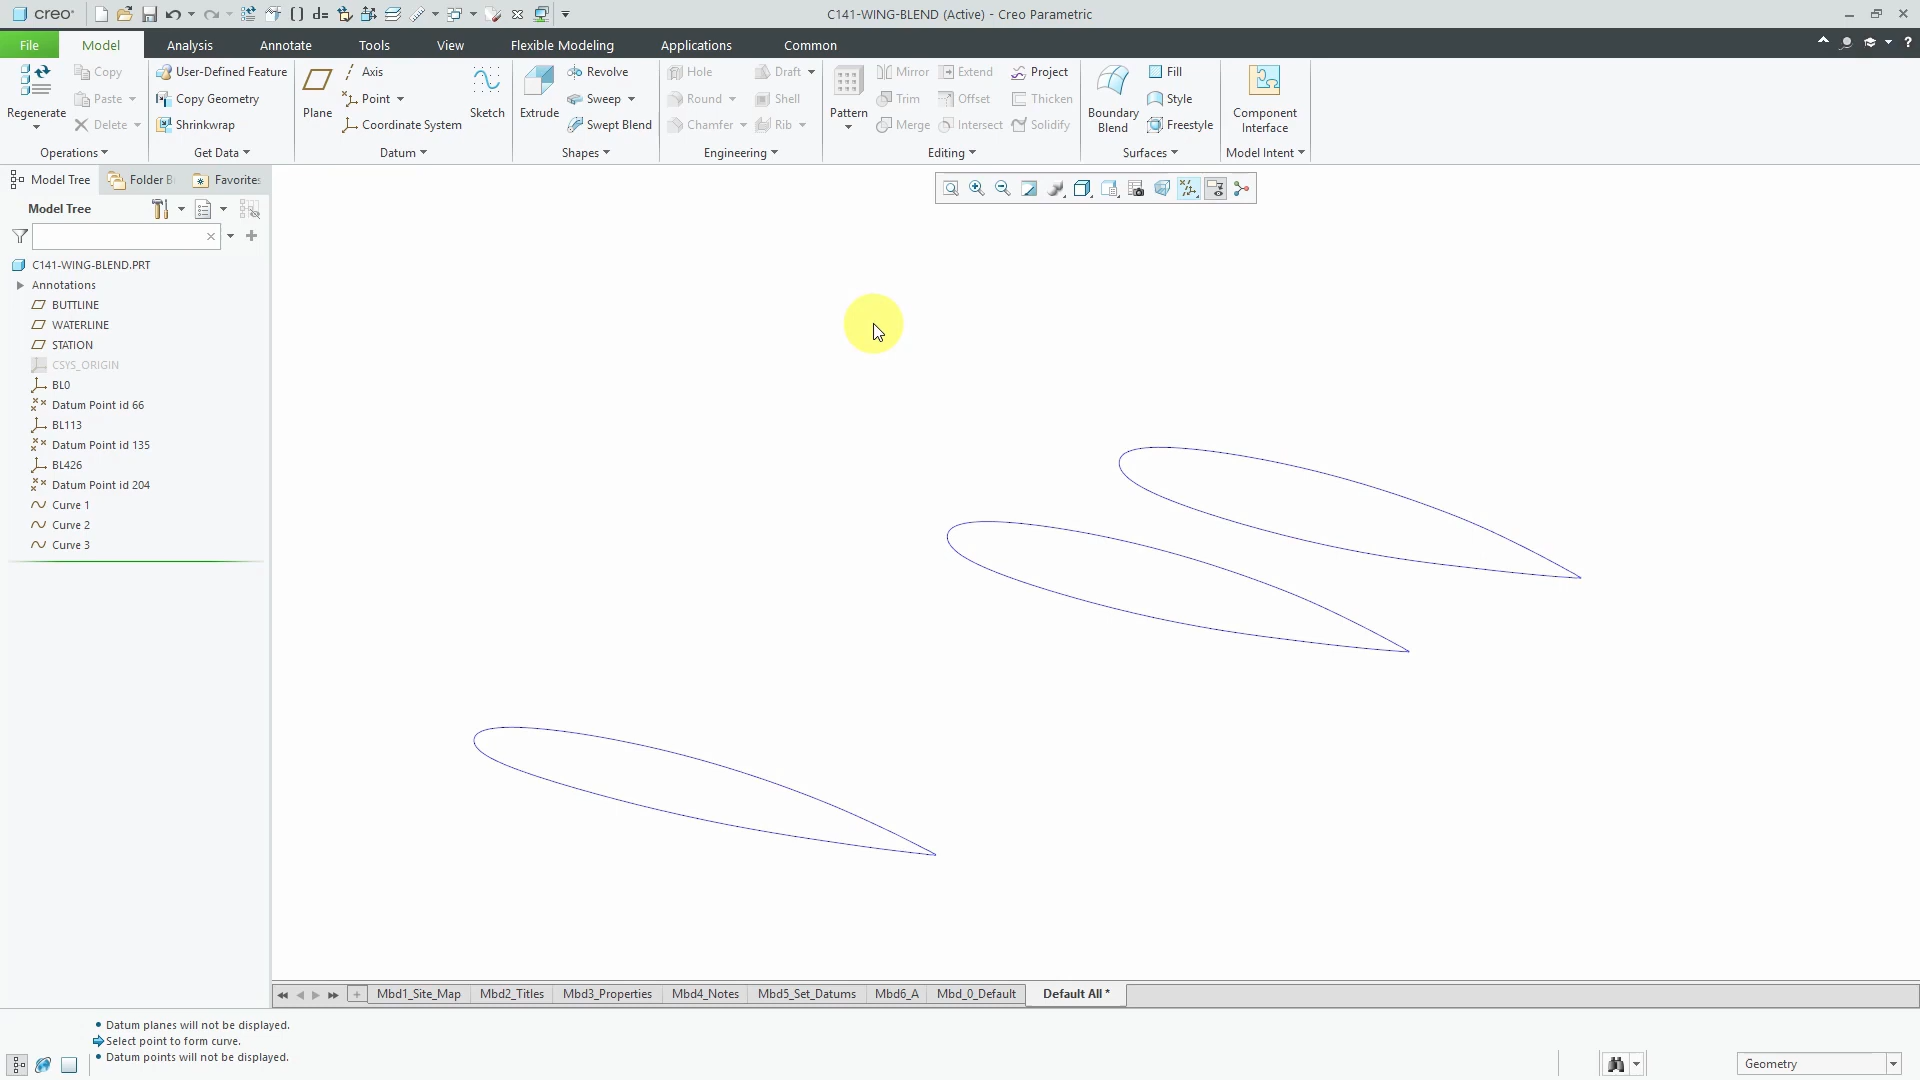 creo
C141-WING-BLEND (Active) - Creo Parametric
File Model Analysis Annotate Tools View Flexible Modeling Applications Common
Regenerate
Copy
Paste
Delete
Operations
User-Defined Feature
Copy Geometry
Shrinkwrap
Get Data
Plane
Axis
Point
Coordinate System
Sketch
Datum
Extrude
Revolve
Sweep
Swept Blend
Shapes
Hole
Round
Chamfer
Draft
Shell
Rib
Engineering
Pattern
Mirror
Trim
Merge
Extend
Offset
Intersect
Project
Thicken
Solidify
Editing
Boundary
Blend
Fill
Style
Freestyle
Surfaces
Component
Interface
Model Intent
Model Tree
Folder B
Favorites
Model Tree
C141-WING-BLEND.PRT
Annotations
BUTTLINE
WATERLINE
STATION
CSYS_ORIGIN
BL0
Datum Point id 66
BL113
Datum Point id 135
BL426
Datum Point id 204
Curve 1
Curve 2
Curve 3
Mbd1_Site_Map Mbd2_Titles Mbd3_Properties Mbd4_Notes Mbd5_Set_Datums Mbd6_A Mbd_0_Default Default All *
• Datum planes will not be displayed.
Select point to form curve.
• Datum points will not be displayed.
Geometry